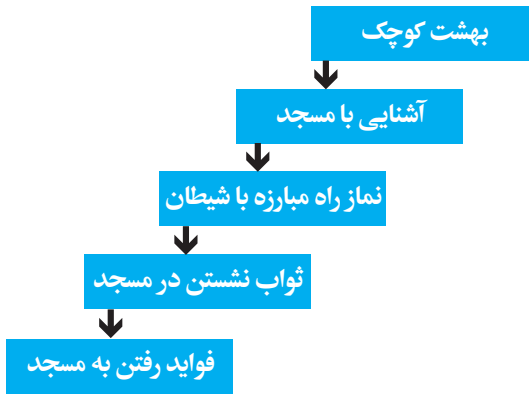 بهشت کوچک
آشنایی با مسجد
نماز راه مبارزه با شیطان
ثواب نشستن در مسجد
فواید رفتن به مسجد